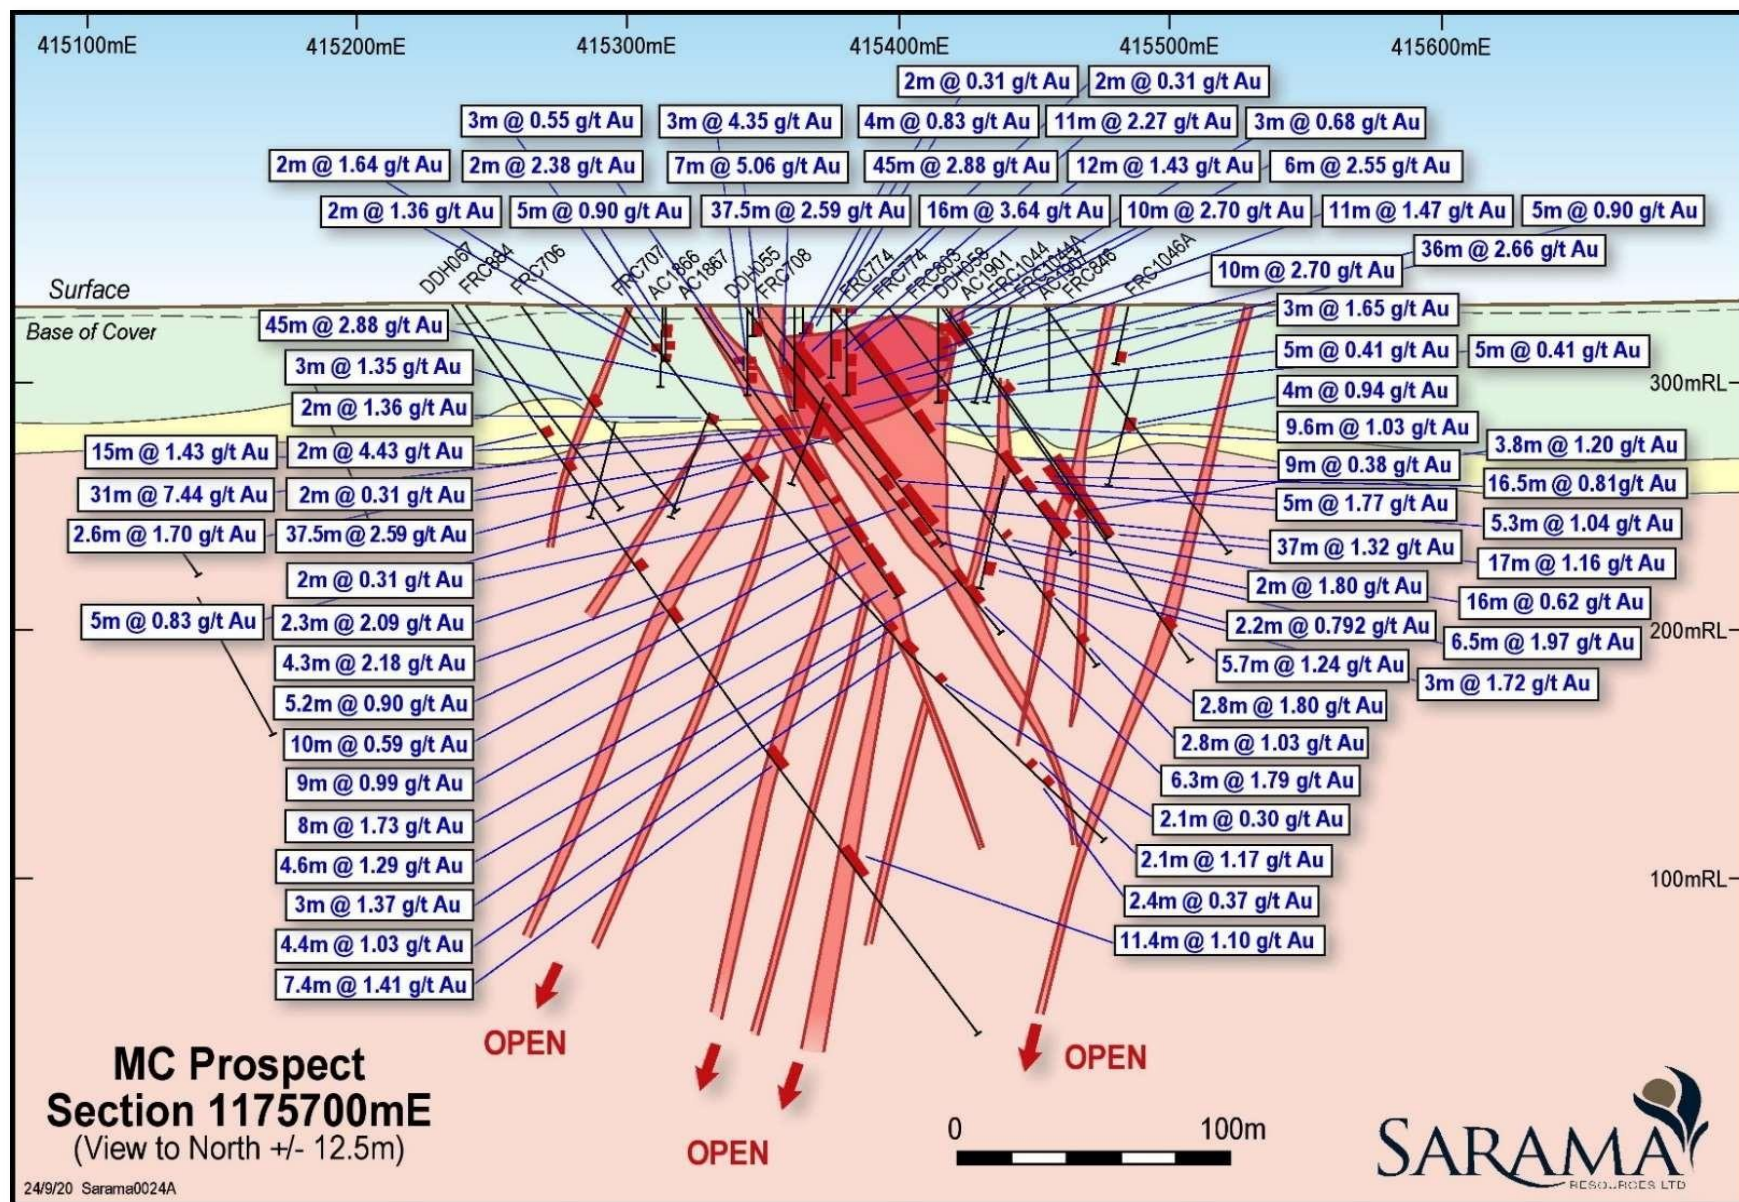 415100mE 415200mE 415300mE 415400mE 415500mE 415600mE
2m @ 0.31 g/t Au 2m @ 0.31 g/t Au
3m @ 0.55 g/t Au 3m @ 4.35 g/t Au 4m @ 0.83 g/t Au 11m @ 2.27 g/t Au 3m @ 0.68 g/t Au
2m @ 1.64 g/t Au 2m @ 2.38 g/t Au 7m @ 5.06 g/t Au 45m @ 2.88 g/t Au 12m @ 1.43 g/t Au 6m @ 2.55 g/t Au
2m @ 1.36 g/t Au 5m @ 0.90 g/t Au 37.5m @ 2.59 g/t Au 16m @ 3.64 g/t Au 10m @ 2.70 g/t Au 11m @ 1.47 g/t Au 5m @ 0.90 g/t Au
36m @ 2.66 g/t Au
10m @ 2.70 g/t Au
DDH067 FRC884 FRC706 FRC707 AC1866 AC1867 DDH055 FRC708 FRC774 FRC774 FRC803 DDH058 AC1901 FRC1044 FRC1044A FRC846 FRC1046A
Surface
Base of Cover
45m @ 2.88 g/t Au
3m @ 1.35 g/t Au
2m @ 1.36 g/t Au
15m @ 1.43 g/t Au 2m @ 4.43 g/t Au
31m @ 7.44 g/t Au 2m @ 0.31 g/t Au
2.6m @ 1.70 g/t Au 37.5m @ 2.59 g/t Au
2m @ 0.31 g/t Au
5m @ 0.83 g/t Au 2.3m @ 2.09 g/t Au
4.3m @ 2.18 g/t Au
5.2m @ 0.90 g/t Au
10m @ 0.59 g/t Au
9m @ 0.99 g/t Au
8m @ 1.73 g/t Au
4.6m @ 1.29 g/t Au
3m @ 1.37 g/t Au
4.4m @ 1.03 g/t Au
7.4m @ 1.41 g/t Au
3m @ 1.65 g/t Au
5m @ 0.41 g/t Au 5m @ 0.41 g/t Au
300mRL
4m @ 0.94 g/t Au
9.6m @ 1.03 g/t Au
3.8m @ 1.20 g/t Au
9m @ 0.38 g/t Au
16.5m @ 0.81g/t Au
5m @ 1.77 g/t Au
5.3m @ 1.04 g/t Au
37m @ 1.32 g/t Au
17m @ 1.16 g/t Au
2m @ 1.80 g/t Au
16m @ 0.62 g/t Au
2.2m @ 0.792 g/t Au
200mRL
6.5m @ 1.97 g/t Au
5.7m @ 1.24 g/t Au
3m @ 1.72 g/t Au
2.8m @ 1.80 g/t Au
2.8m @ 1.03 g/t Au
6.3m @ 1.79 g/t Au
2.1m @ 0.30 g/t Au
2.1m @ 1.17 g/t Au
100mRL
2.4m @ 0.37 g/t Au
11.4m @ 1.10 g/t Au
OPEN
OPEN
OPEN
MC Prospect
Section 1175700mE
(View to North +/- 12.5m)
0 100m
SARAMA
RESOURCES LTD
24/9/20 Sarama0024A